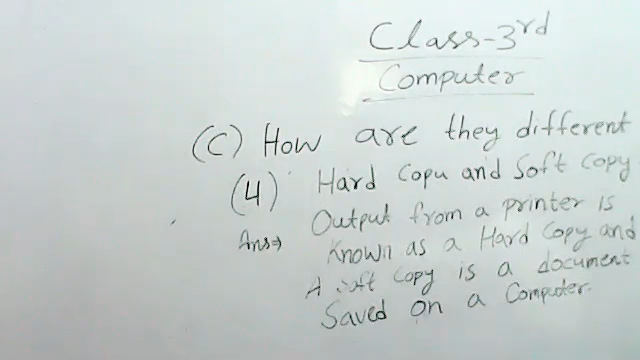 Class-3rd
Computer
(C) How are they different
(4) Hard Copu and Soft Copy
Ans⇒ Output from a printer is
Known as a Hard Copy and
A Soft Copy is a document
Saved on a Computer.